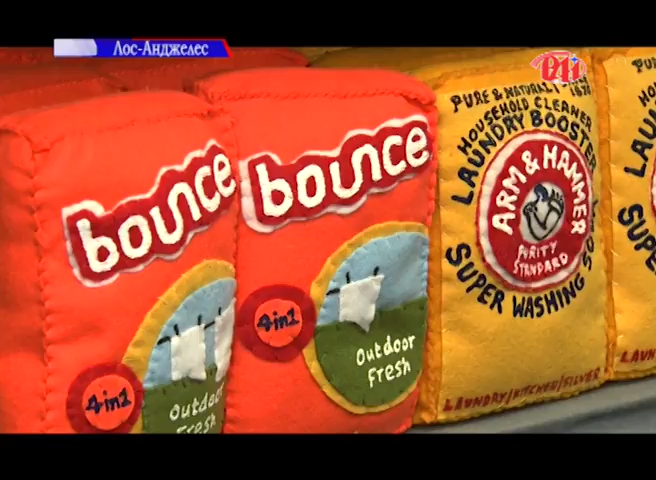 Лос-Анджелес
bounce
4in1
Outdoor
Fresh
bounce
4in1
Outdoor
Fresh
PURE & NATURAL
HOUSEHOLD CLEANER
LAUNDRY BOOSTER
ARM & HAMMER
PURITY
STANDARD
SUPER WASHING
LAUNDRY/KITCHEN/SILVER